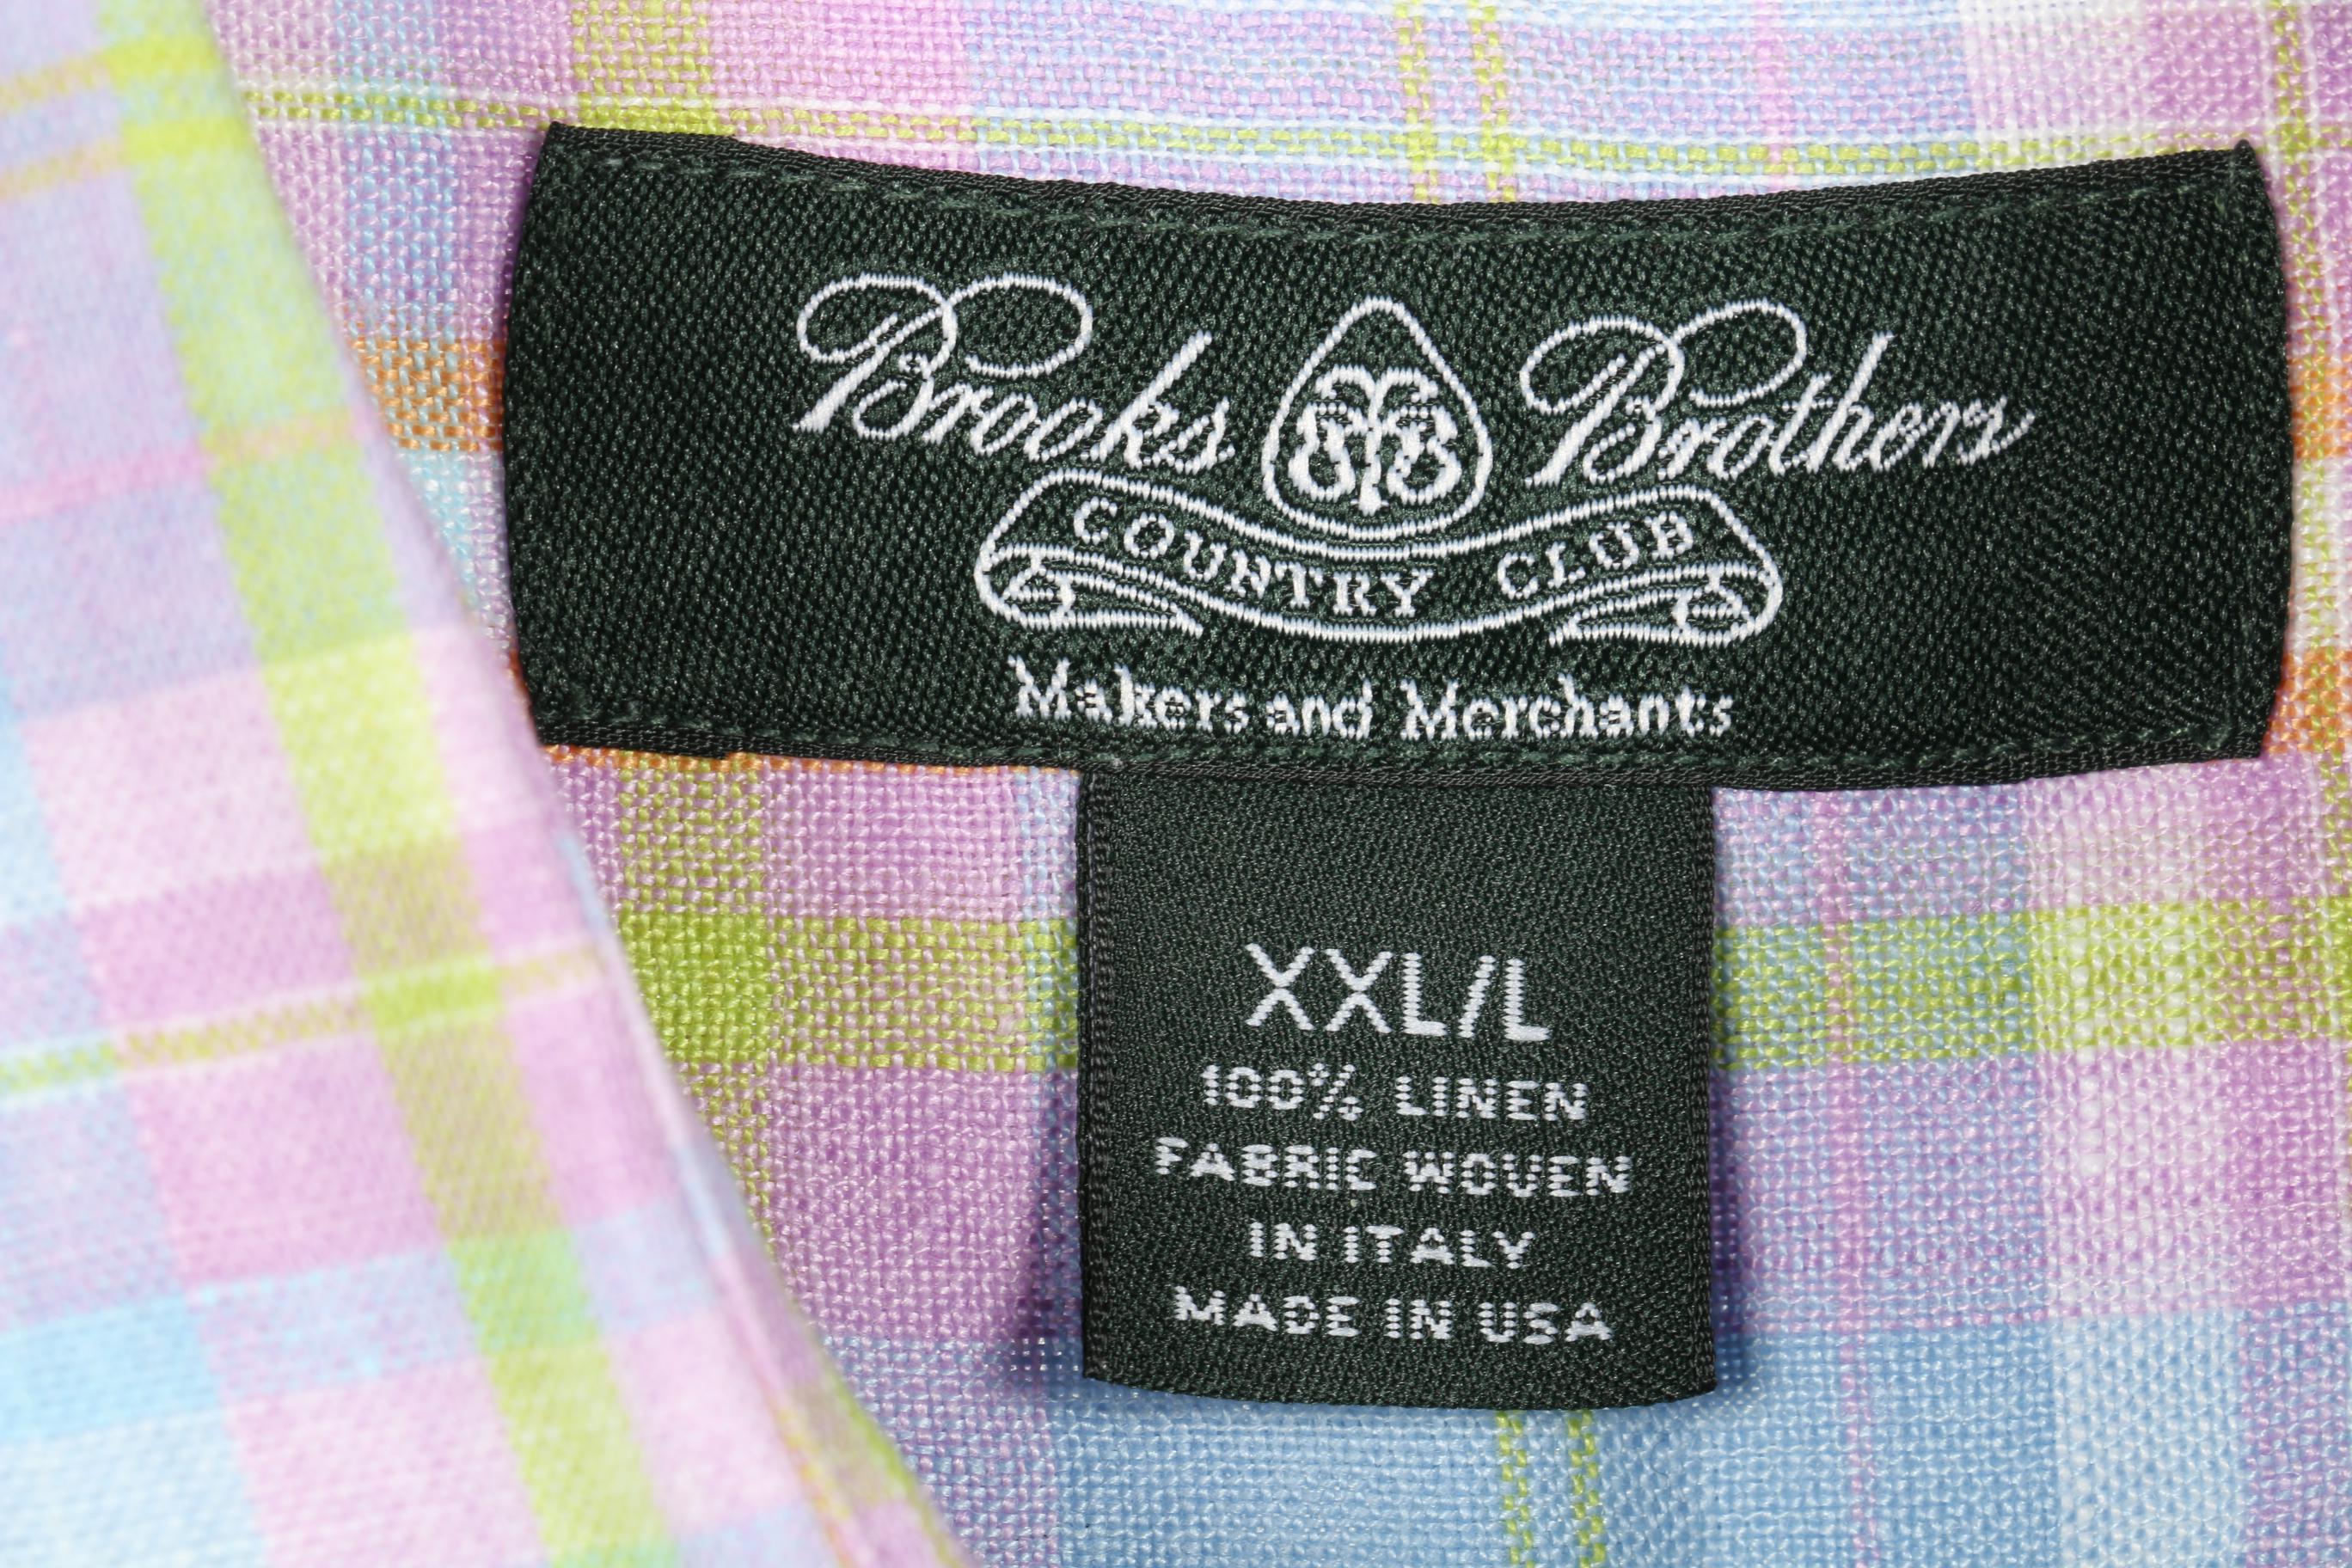 Brooks Brothers
COUNTRY CLUB
Makers and Merchants
XXL/L
100% LINEN
FABRIC WOVEN
IN ITALY
MADE IN USA